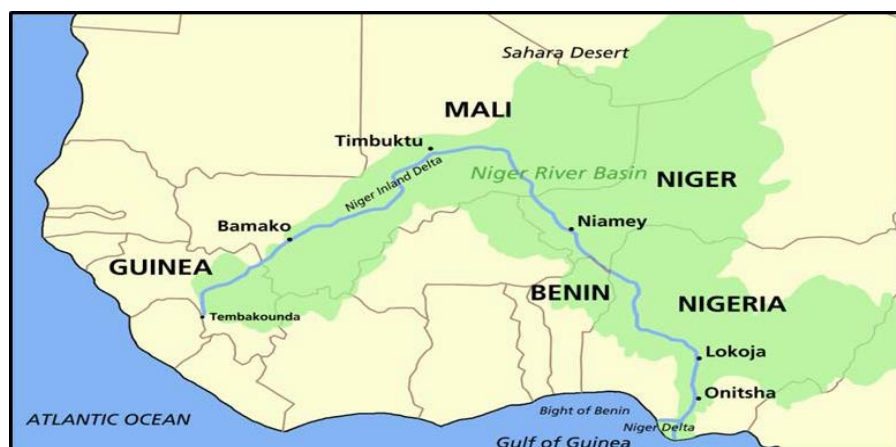 Sahara Desert
MALI
Timbuktu
Niger Inland Delta
Niger River Basin
NIGER
Bamako
Niamey
GUINEA
BENIN
NIGERIA
Tembakounda
Lokoja
Onitsha
ATLANTIC OCEAN
Bight of Benin
Niger Delta
Gulf of Guinea